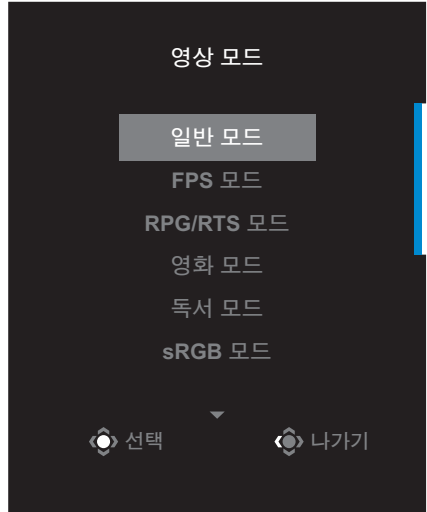 영상 모드
일반 모드
FPS 모드
RPG/RTS 모드
영화 모드
독서 모드
sRGB 모드
선택 나가기